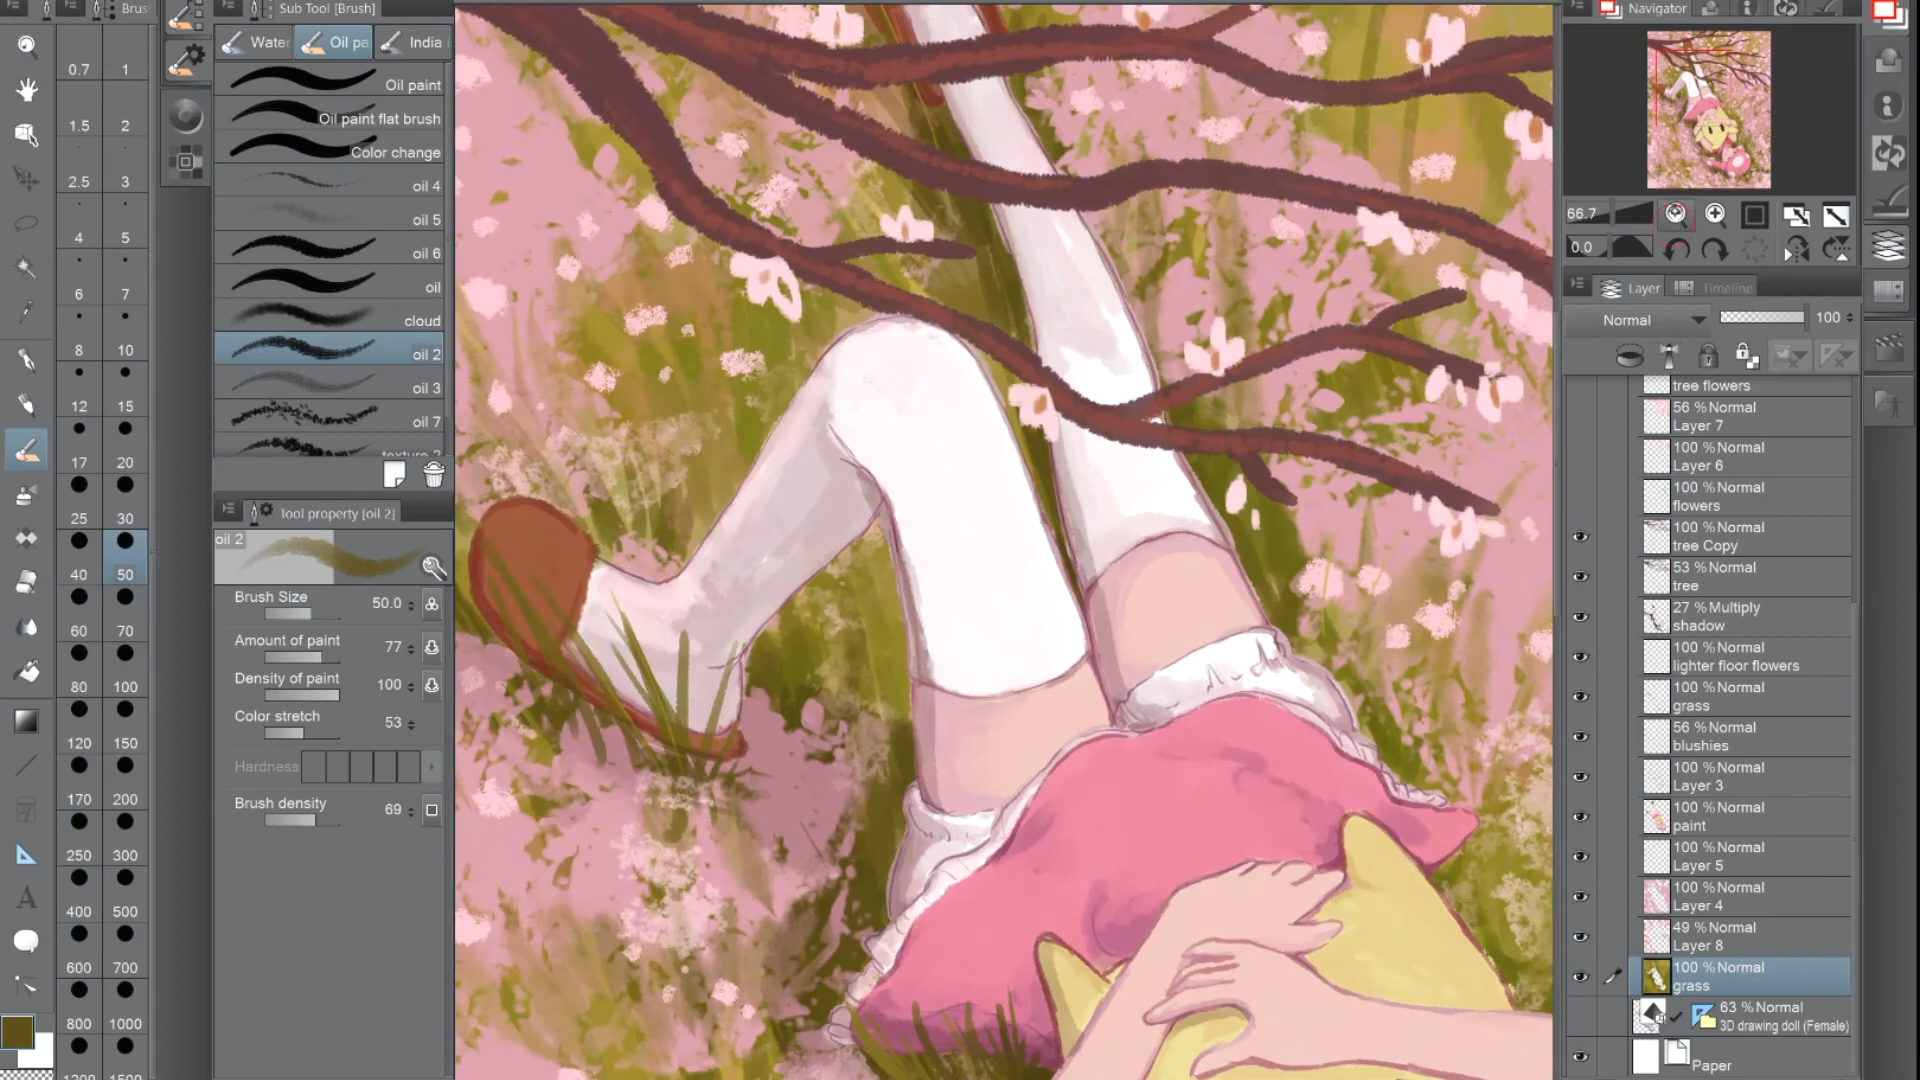 Brus
Sub Tool [Brush]
Water
Oil pa
India
Oil paint
Oil paint flat brush
Color change
oil 4
oil 5
oil 6
oil
cloud
oil 2
oil 3
oil 7
texture 2
0.7 1
1.5 2
2.5 3
4 5
6 7
8 10
12 15
17 20
25 30
40 50
60 70
80 100
120 150
170 200
250 300
400 500
600 700
800 1000
1200 1500
Tool property [oil 2]
oil 2
Brush Size 50.0
Amount of paint 77
Density of paint 100
Color stretch 53
Hardness
Brush density 69
A
Navigator
66.7
0.0
Layer
Timeline
Normal 100
tree flowers
56 %Normal
Layer 7
100 %Normal
Layer 6
100 %Normal
flowers
100 %Normal
tree Copy
53 %Normal
tree
27 %Multiply
shadow
100 %Normal
lighter floor flowers
100 %Normal
grass
56 %Normal
blushies
100 %Normal
Layer 3
100 %Normal
paint
100 %Normal
Layer 5
100 %Normal
Layer 4
49 %Normal
Layer 8
100 %Normal
grass
63 %Normal
3D drawing doll (Female)
Paper